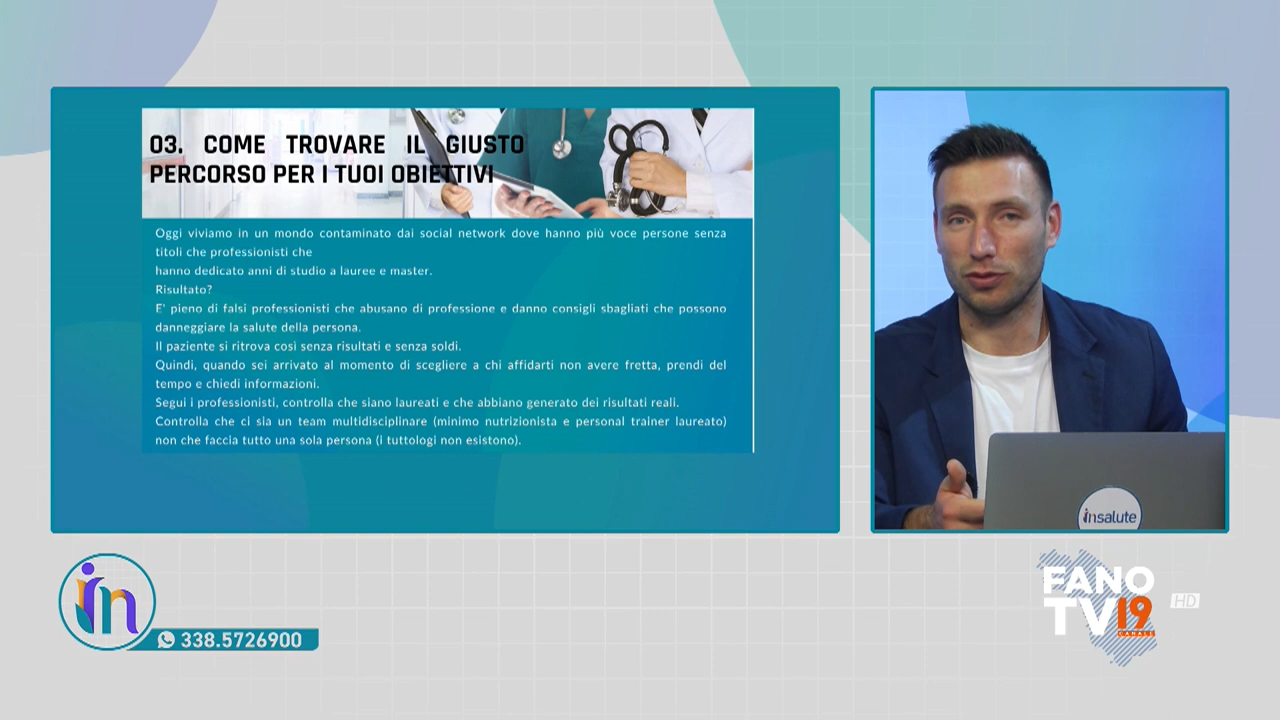 03. COME TROVARE IL GIUSTO
PERCORSO PER I TUOI OBIETTIVI
Oggi viviamo in un mondo contaminato dai social network dove hanno più voce persone senza
titoli che professionisti che
hanno dedicato anni di studio a lauree e master.
Risultato?
E' pieno di falsi professionisti che abusano di professione e danno consigli sbagliati che possono
danneggiare la salute della persona.
Il paziente si ritrova così senza risultati e senza soldi.
Quindi, quando sei arrivato al momento di scegliere a chi affidarti non avere fretta, prendi del
tempo e chiedi informazioni.
Segui i professionisti, controlla che siano laureati e che abbiano generato dei risultati reali.
Controlla che ci sia un team multidisciplinare (minimo nutrizionista e personal trainer laureato)
non che faccia tutto una sola persona (i tuttologi non esistono).
insalute
in
338.5726900
FANO
TV19
CANALE
HD